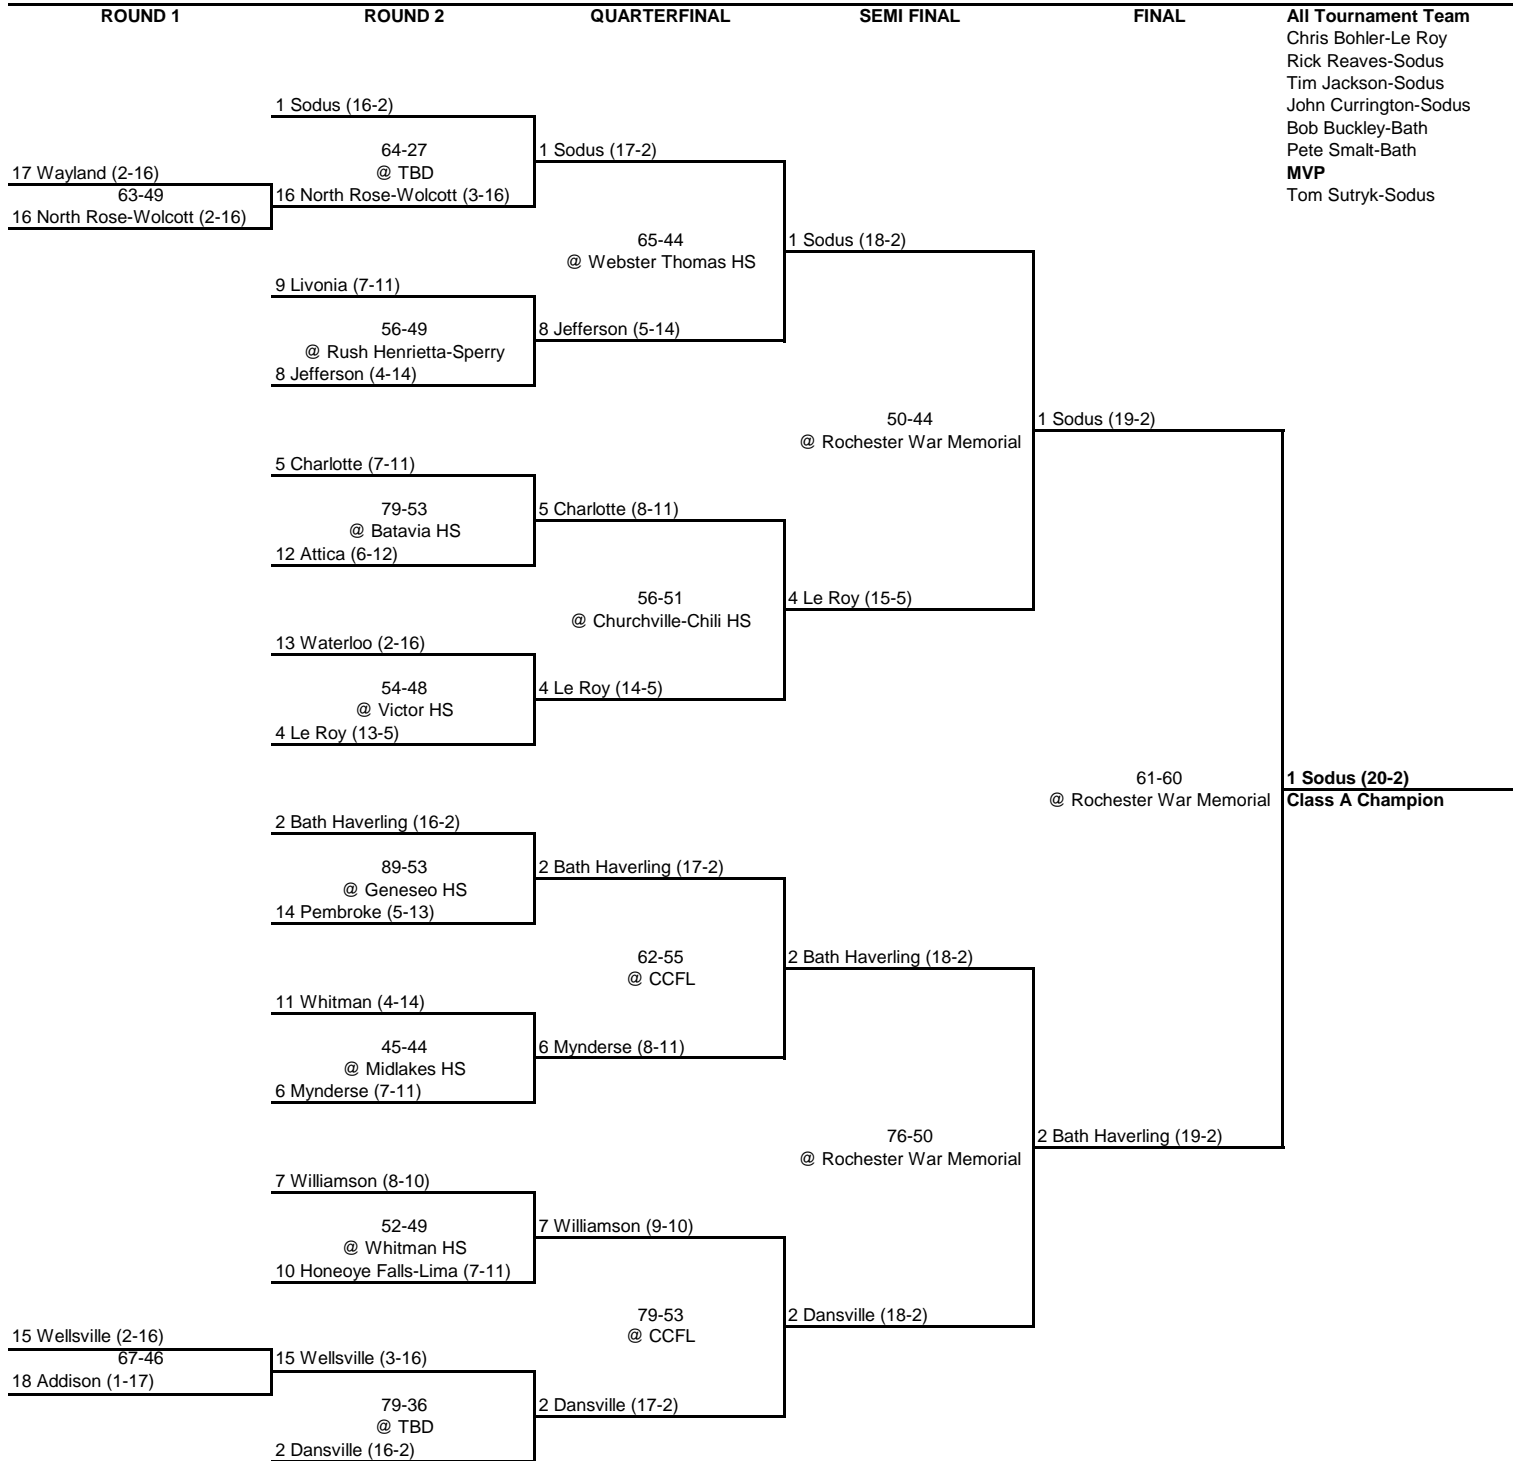 ROUND 1 ROUND 2 QUARTERFINAL SEMI FINAL FINAL All Tournament Team
Chris Bohler-Le Roy
Rick Reaves-Sodus
Tim Jackson-Sodus
John Currington-Sodus
Bob Buckley-Bath
Pete Smalt-Bath
MVP
Tom Sutryk-Sodus
1 Sodus (16-2)
64-27
@ TBD
1 Sodus (17-2)
17 Wayland (2-16)
63-49
16 North Rose-Wolcott (2-16)
16 North Rose-Wolcott (3-16)
65-44
@ Webster Thomas HS
1 Sodus (18-2)
9 Livonia (7-11)
56-49
@ Rush Henrietta-Sperry
8 Jefferson (5-14)
8 Jefferson (4-14)
50-44
@ Rochester War Memorial
1 Sodus (19-2)
5 Charlotte (7-11)
79-53
@ Batavia HS
5 Charlotte (8-11)
12 Attica (6-12)
56-51
@ Churchville-Chili HS
4 Le Roy (15-5)
13 Waterloo (2-16)
54-48
@ Victor HS
4 Le Roy (14-5)
4 Le Roy (13-5)
61-60
@ Rochester War Memorial
1 Sodus (20-2)
Class A Champion
2 Bath Haverling (16-2)
89-53
@ Geneseo HS
2 Bath Haverling (17-2)
14 Pembroke (5-13)
62-55
@ CCFL
2 Bath Haverling (18-2)
11 Whitman (4-14)
45-44
@ Midlakes HS
6 Mynderse (8-11)
6 Mynderse (7-11)
76-50
@ Rochester War Memorial
2 Bath Haverling (19-2)
7 Williamson (8-10)
52-49
@ Whitman HS
7 Williamson (9-10)
10 Honeoye Falls-Lima (7-11)
79-53
@ CCFL
2 Dansville (18-2)
15 Wellsville (2-16)
67-46
18 Addison (1-17)
15 Wellsville (3-16)
79-36
@ TBD
2 Dansville (17-2)
2 Dansville (16-2)